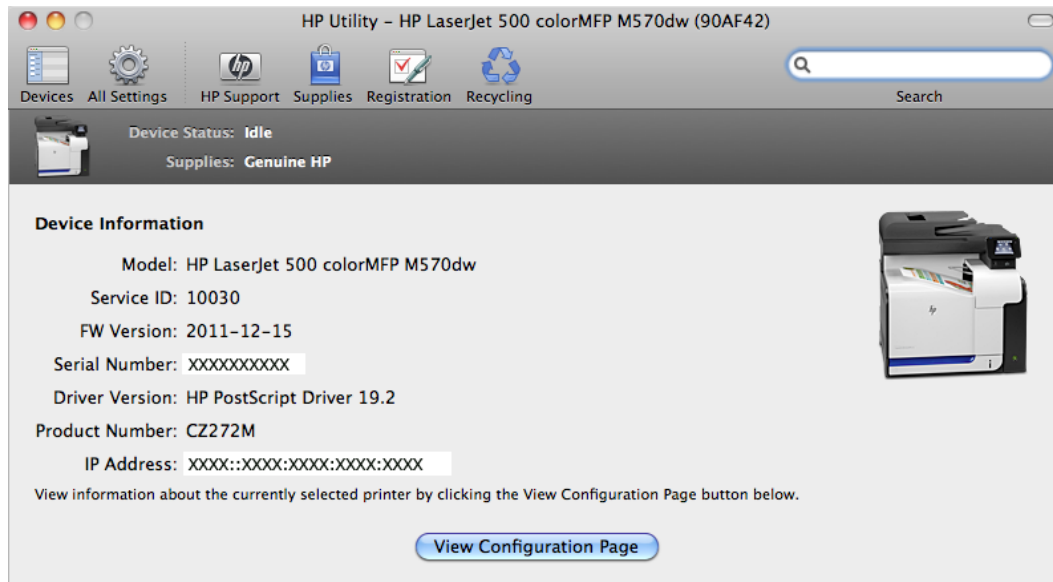 HP Utility – HP LaserJet 500 colorMFP M570dw (90AF42)
Devices All Settings HP Support Supplies Registration Recycling Search
Device Status: Idle
Supplies: Genuine HP
Device Information
Model: HP LaserJet 500 colorMFP M570dw
Service ID: 10030
FW Version: 2011-12-15
Serial Number: XXXXXXXXXX
Driver Version: HP PostScript Driver 19.2
Product Number: CZ272M
IP Address: XXXX::XXXX:XXXX:XXXX:XXXX
View information about the currently selected printer by clicking the View Configuration Page button below.
View Configuration Page